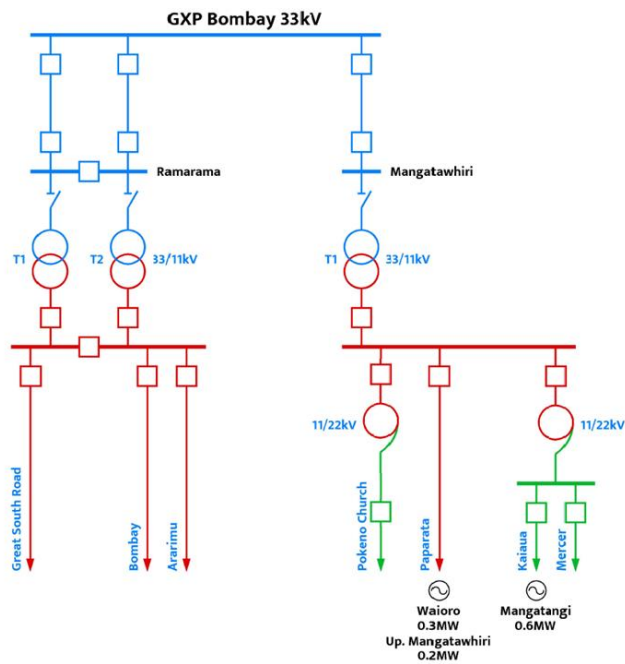 GXP Bombay 33kV
Ramarama
Mangatawhiri
T1
T2
33/11kV
T1
33/11kV
11/22kV
11/22kV
Great South Road
Bombay
Ararimu
Pokeno Church
Paparata
Kaiaua
Mercer
Waioro
0.3MW
Up. Mangatawhiri
0.2MW
Mangatangi
0.6MW